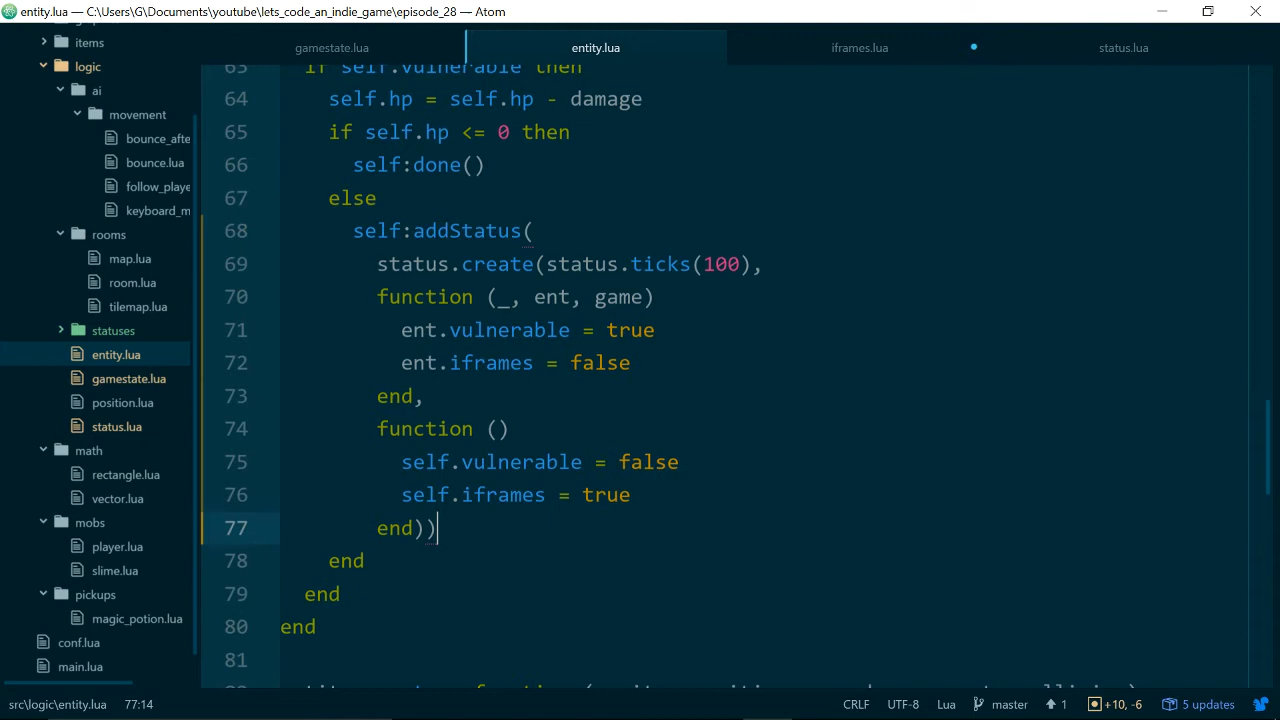 entity.lua — C:\Users\G\Documents\youtube\lets_code_an_indie_game\episode_28 — Atom
gamestate.lua
entity.lua
iframes.lua
status.lua
items
logic
ai
movement
bounce_afte
bounce.lua
follow_playe
keyboard_m
rooms
map.lua
room.lua
tilemap.lua
statuses
entity.lua
gamestate.lua
position.lua
status.lua
math
rectangle.lua
vector.lua
mobs
player.lua
slime.lua
pickups
magic_potion.lua
conf.lua
main.lua
63 if self.vulnerable then
64 self.hp = self.hp - damage
65 if self.hp <= 0 then
66 self:done()
67 else
68 self:addStatus(
69 status.create(status.ticks(100),
70 function (_, ent, game)
71 ent.vulnerable = true
72 ent.iframes = false
73 end,
74 function ()
75 self.vulnerable = false
76 self.iframes = true
77 end))
78 end
79 end
80 end
81
src\logic\entity.lua 77:14 CRLF UTF-8 Lua master 1 +10, -6 5 updates